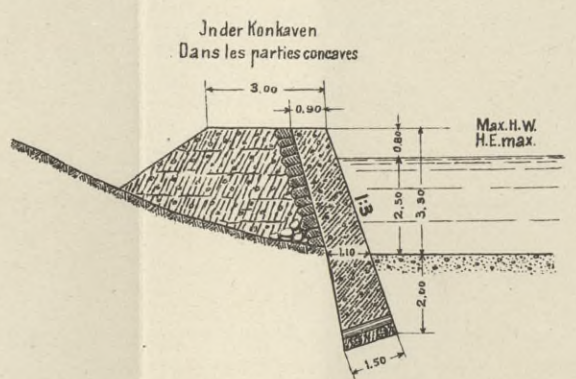 Jn der Konkaven
Dans les parties concaves
3,00
0.90
Max. H.W.
H.E. max.
0,80
2,50
3,30
1:3
1.10
2,00
1.50